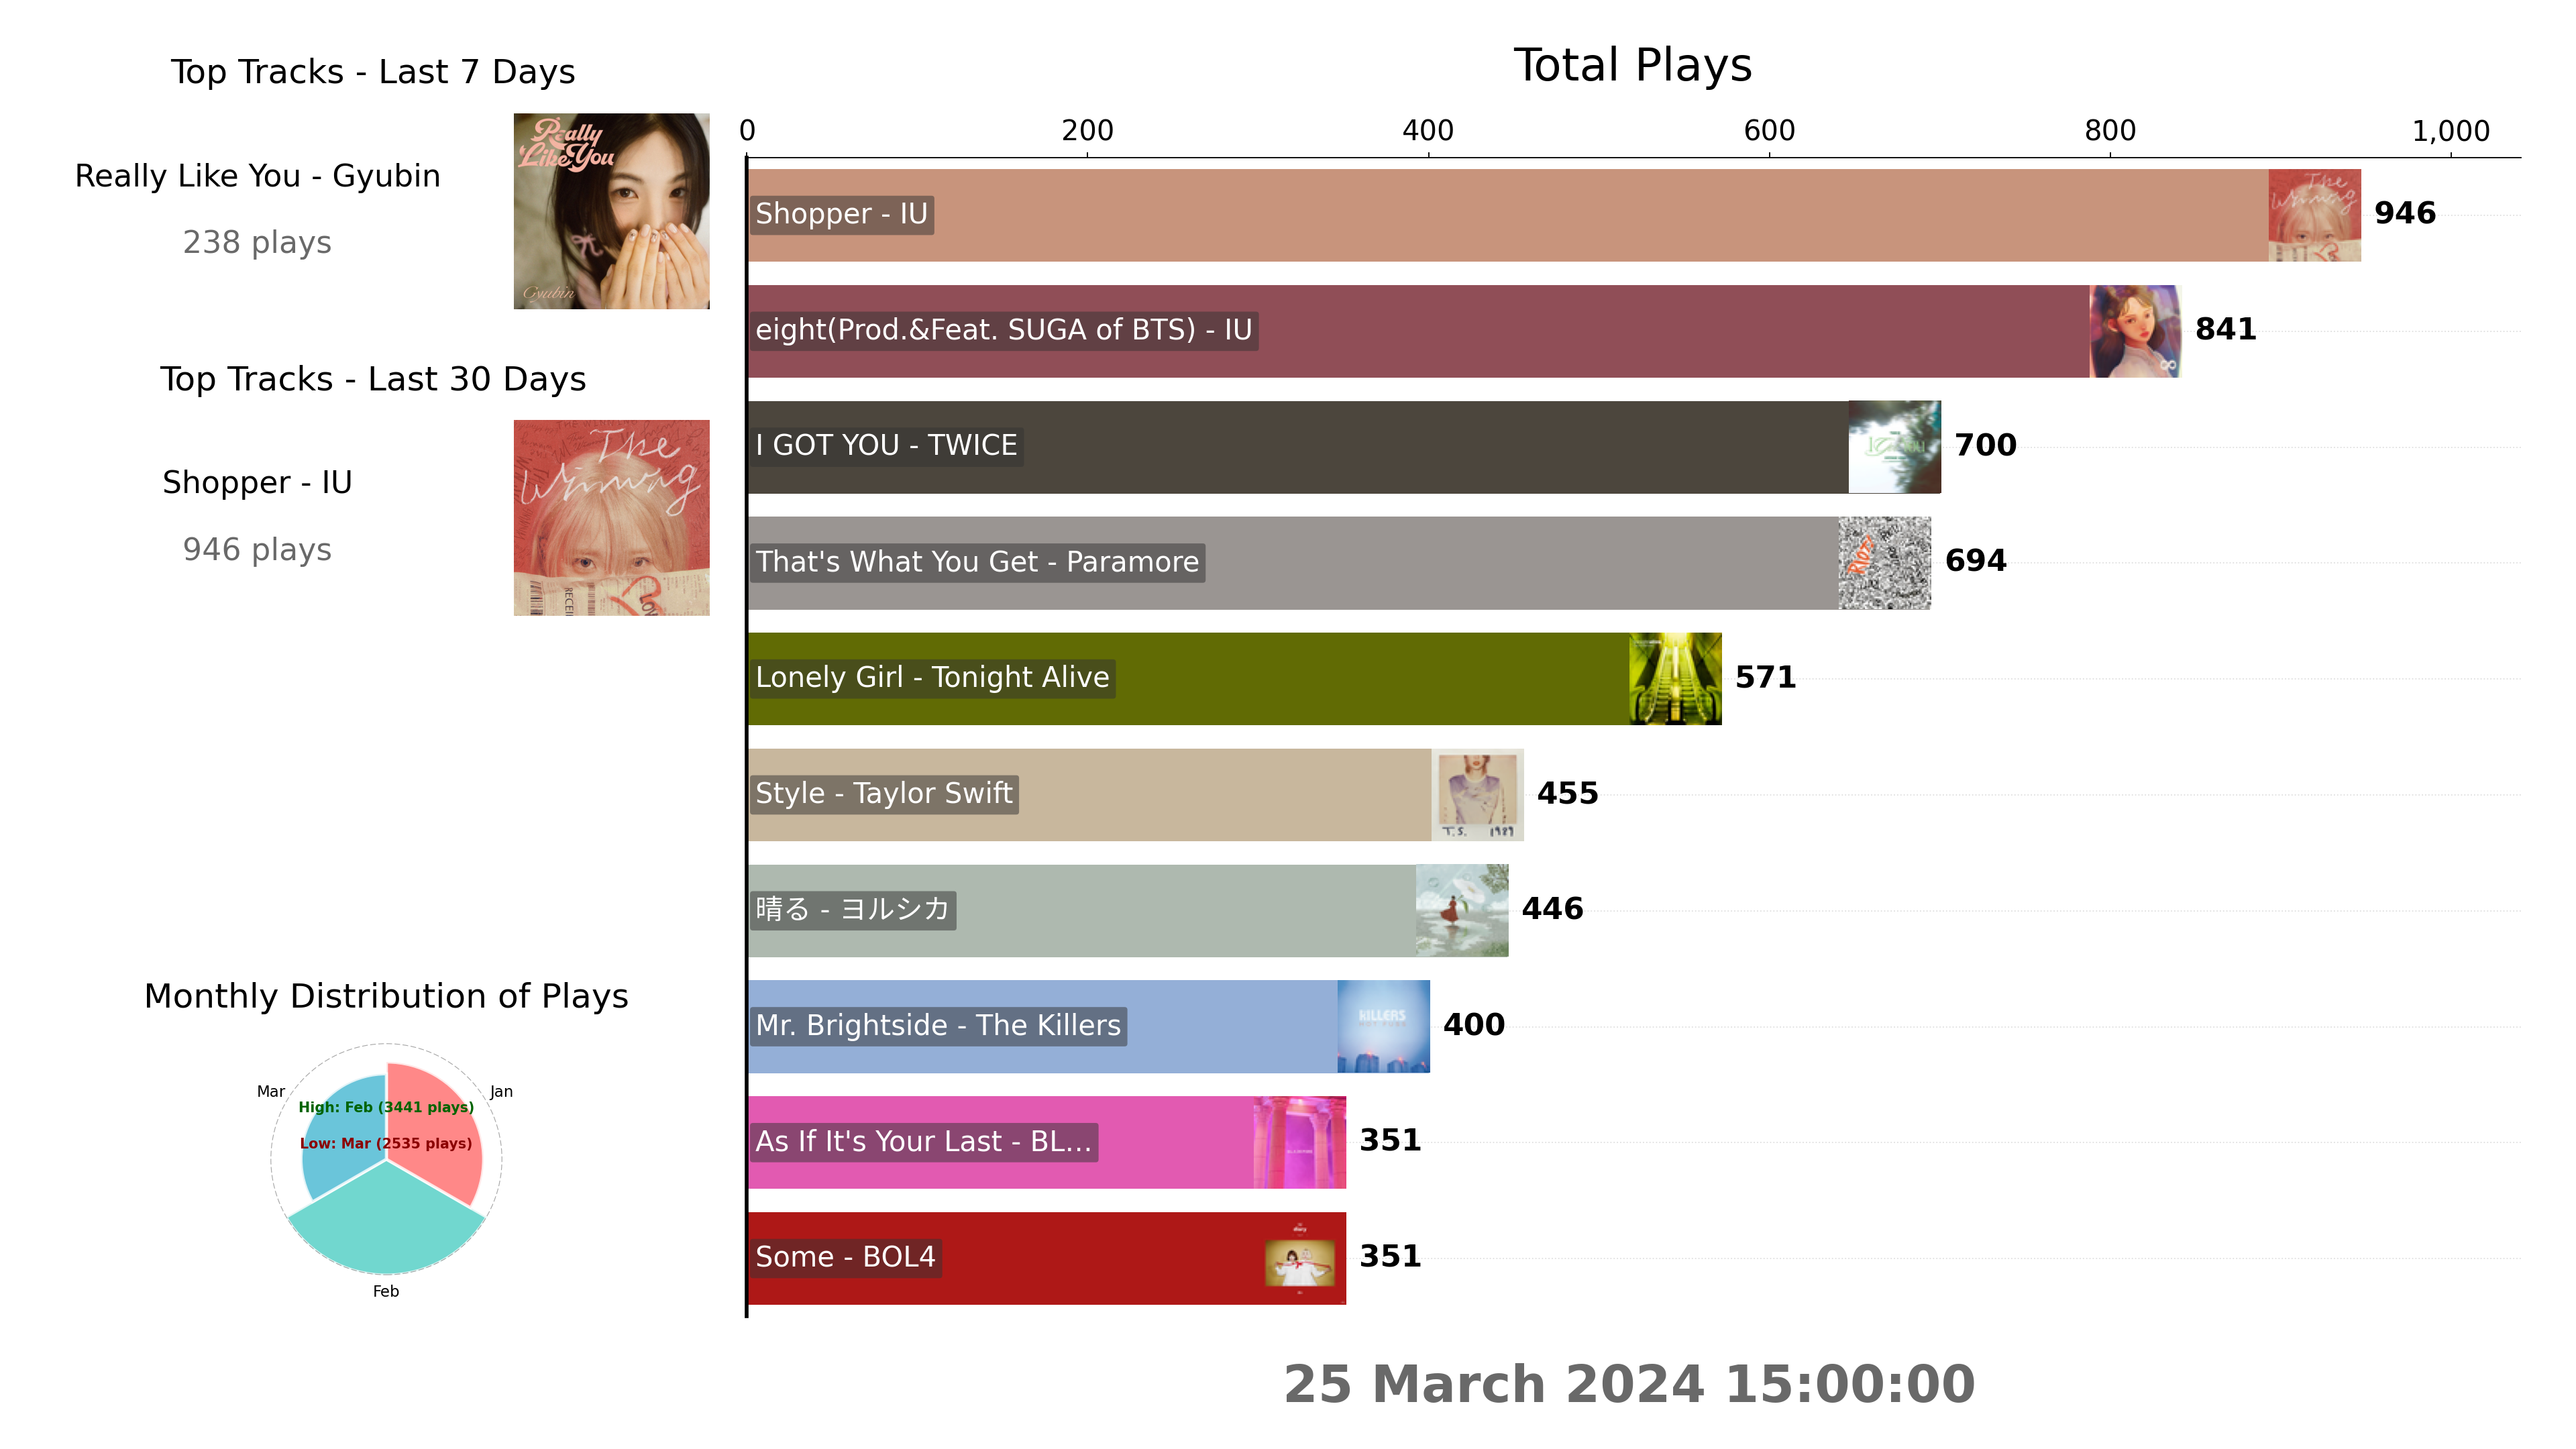 Top Tracks - Last 7 Days
Really Like You
Gyubin
Really Like You - Gyubin
238 plays
Top Tracks - Last 30 Days
The Winning
Shopper - IU
946 plays
Monthly Distribution of Plays
Mar
Jan
High: Feb (3441 plays)
Low: Mar (2535 plays)
Feb
Total Plays
0 200 400 600 800 1,000
Shopper - IU 946
eight(Prod.&Feat. SUGA of BTS) - IU 841
I GOT YOU - TWICE 700
That's What You Get - Paramore RIOT! 694
Lonely Girl - Tonight Alive 571
Style - Taylor Swift T.S. 1989 455
晴る - ヨルシカ 446
Mr. Brightside - The Killers KILLERS 400
As If It's Your Last - BL... 351
Some - BOL4 351
25 March 2024 15:00:00